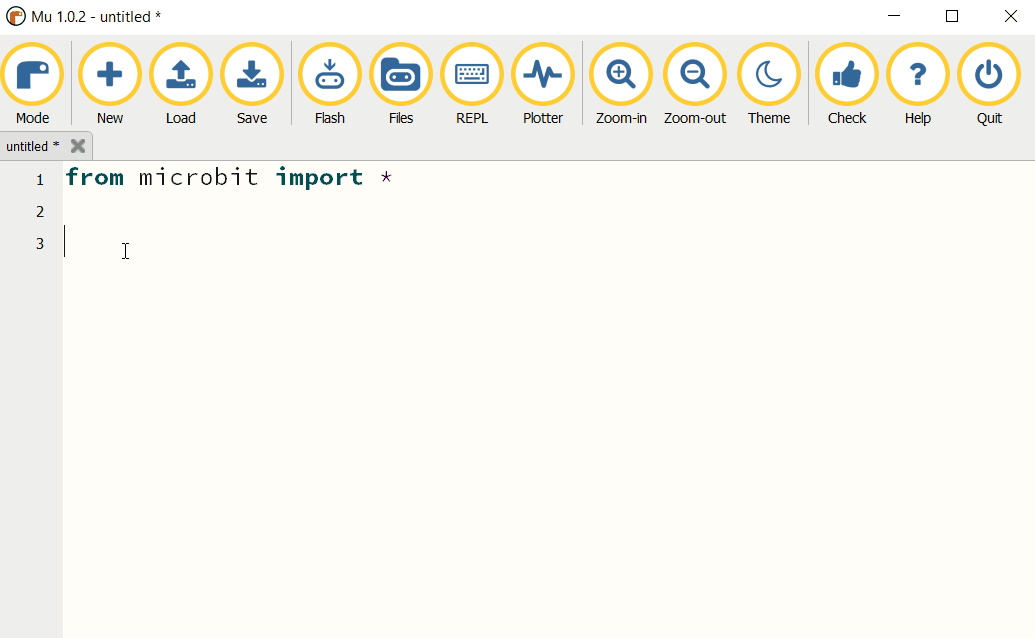 Mu 1.0.2 - untitled *
Mode New Load Save Flash Files REPL Plotter Zoom-in Zoom-out Theme Check Help Quit
untitled *
1 from microbit import *
2
3